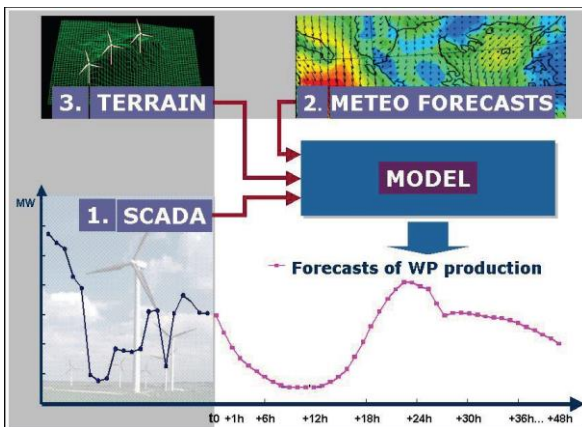 3. TERRAIN
2. METEO FORECASTS
MODEL
1. SCADA
MW
Forecasts of WP production
t0 +1h +6h +12h +18h +24h +30h +36h... +48h